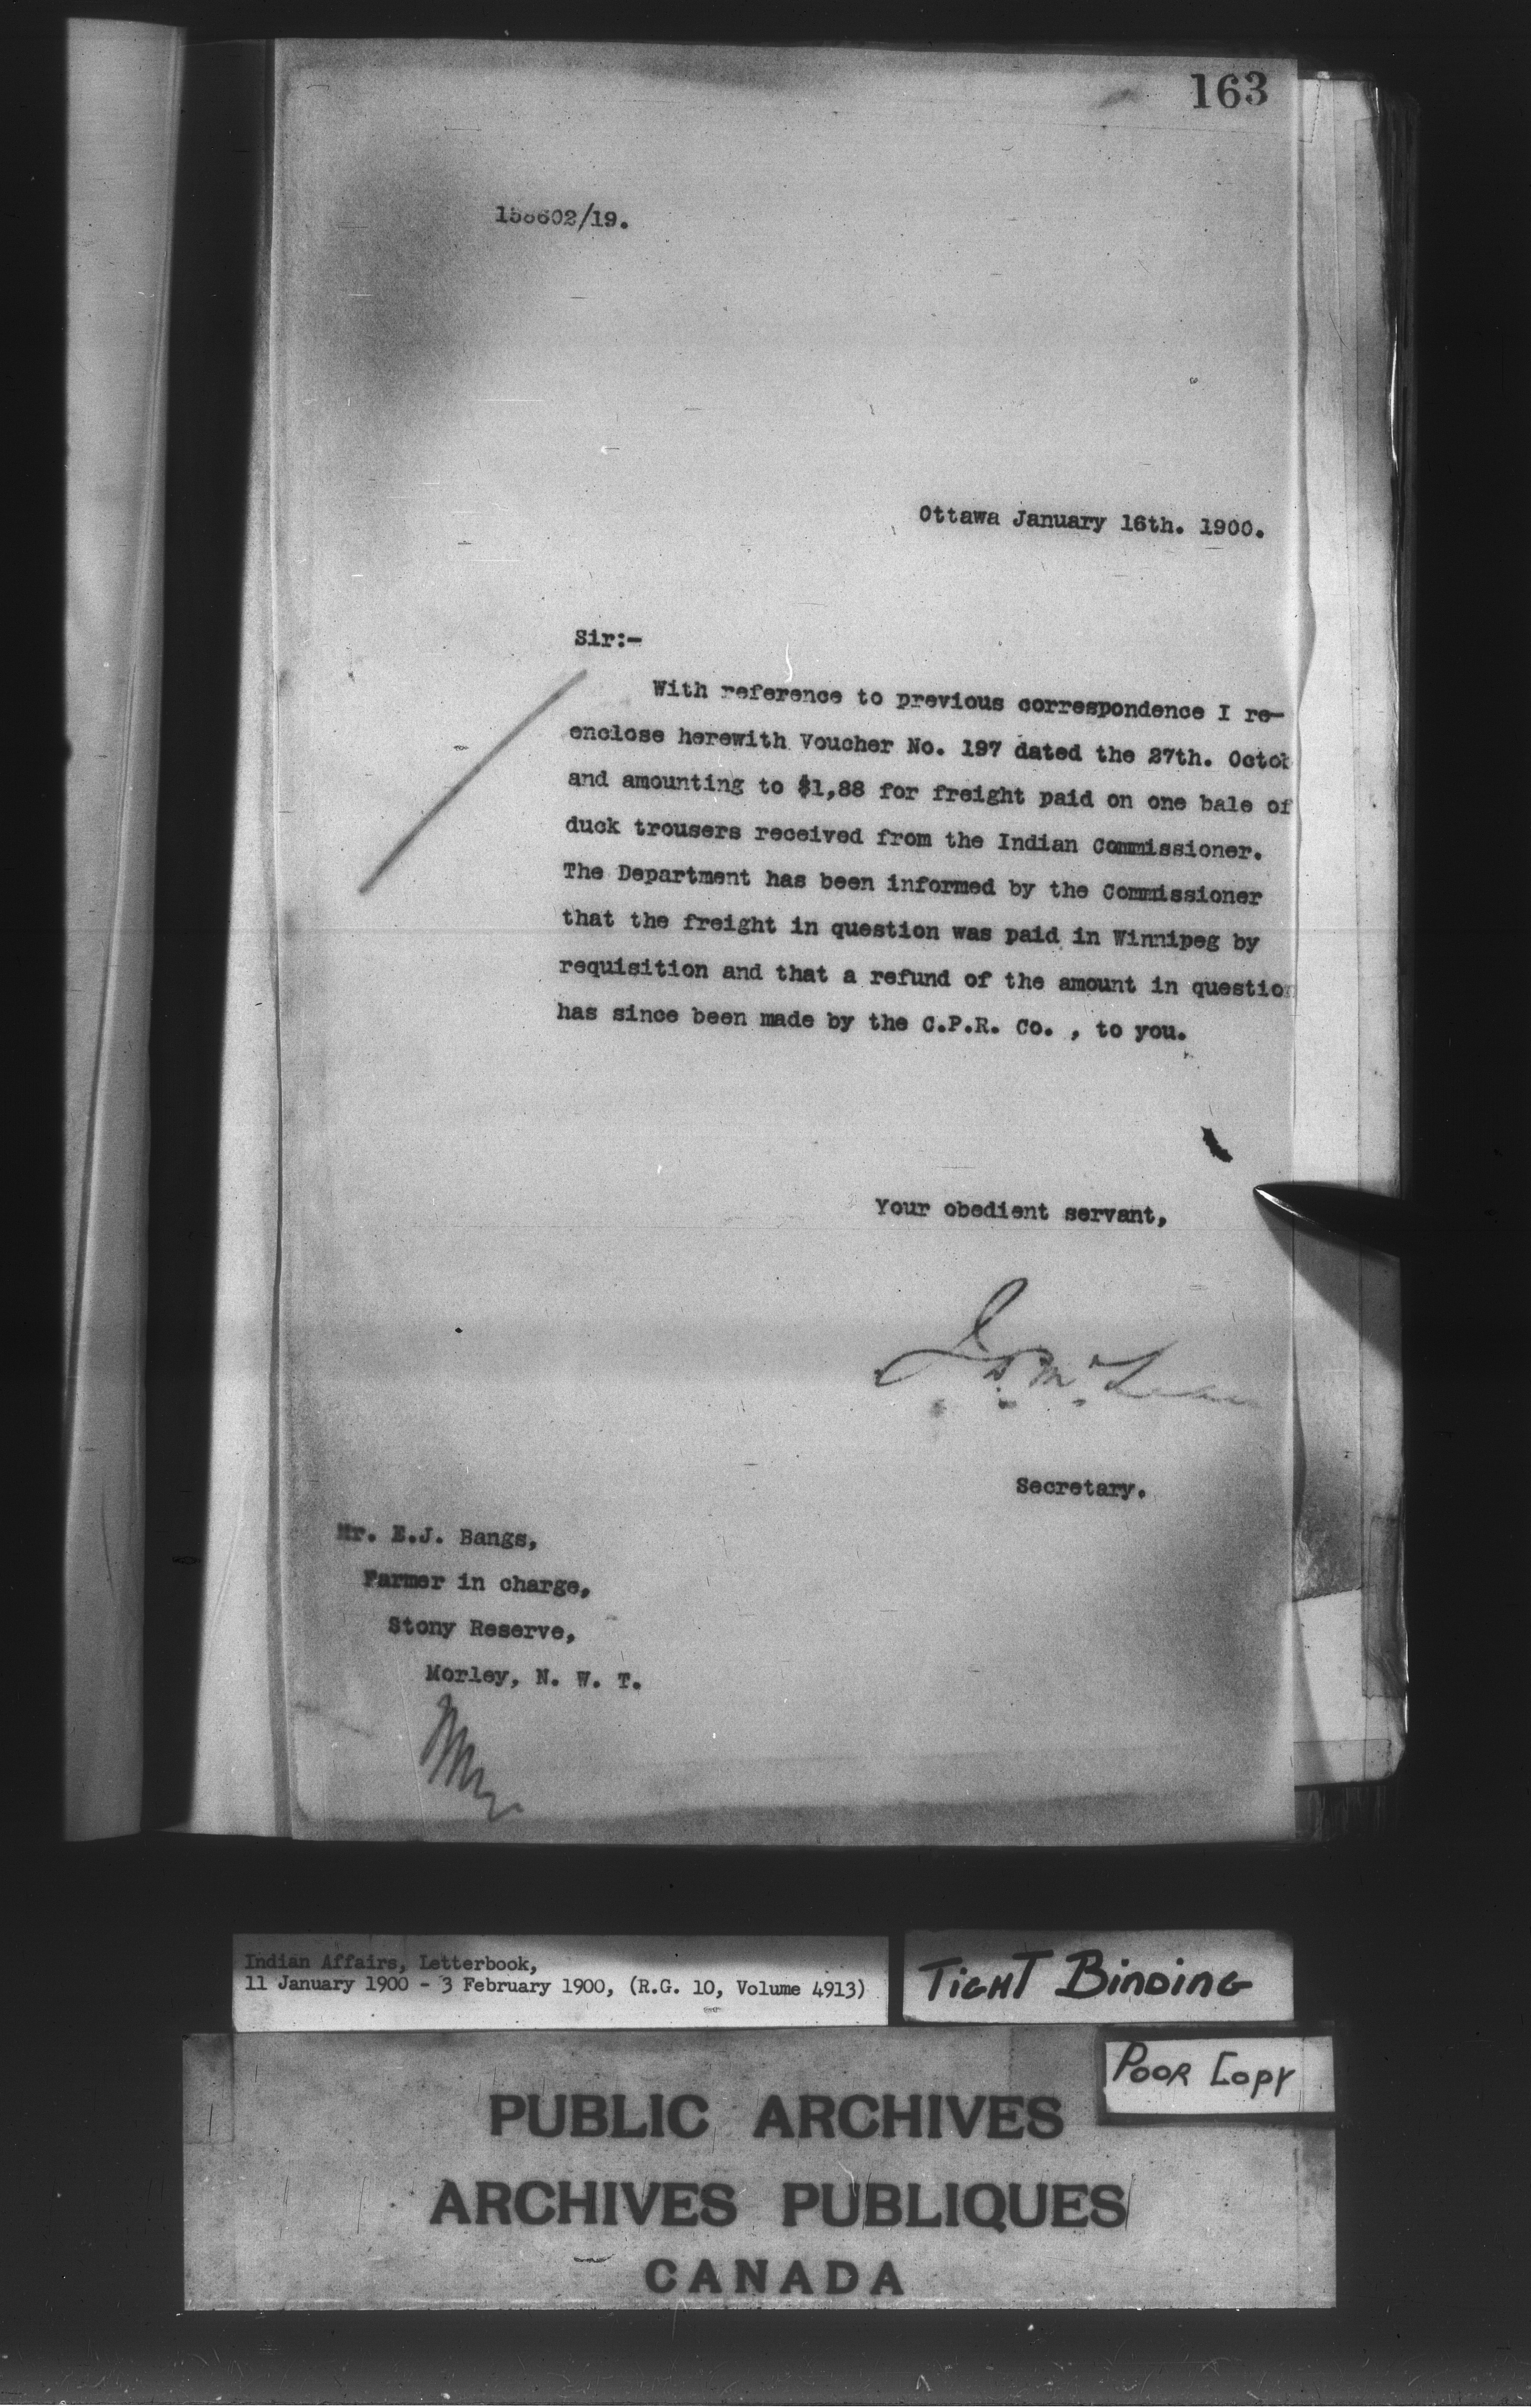 163
158602/19.
Ottawa January 16th. 1900.
Sir:-
With reference to previous correspondence I re-
enclose herewith Voucher No. 197 dated the 27th. Octob
and amounting to $1,88 for freight paid on one bale of
duck trousers received from the Indian Commissioner.
The Department has been informed by the Commissioner
that the freight in question was paid in Winnipeg by
requisition and that a refund of the amount in question
has since been made by the C.P.R. Co. , to you.
Your obedient servant,
J. D. McLean
Secretary.
Mr. E.J. Bangs,
Farmer in charge,
Stony Reserve,
Morley, N. W. T.
Indian Affairs, Letterbook,
11 January 1900 - 3 February 1900, (R.G. 10, Volume 4913)
TIGHT BINDING
POOR COPY
PUBLIC ARCHIVES
ARCHIVES PUBLIQUES
CANADA